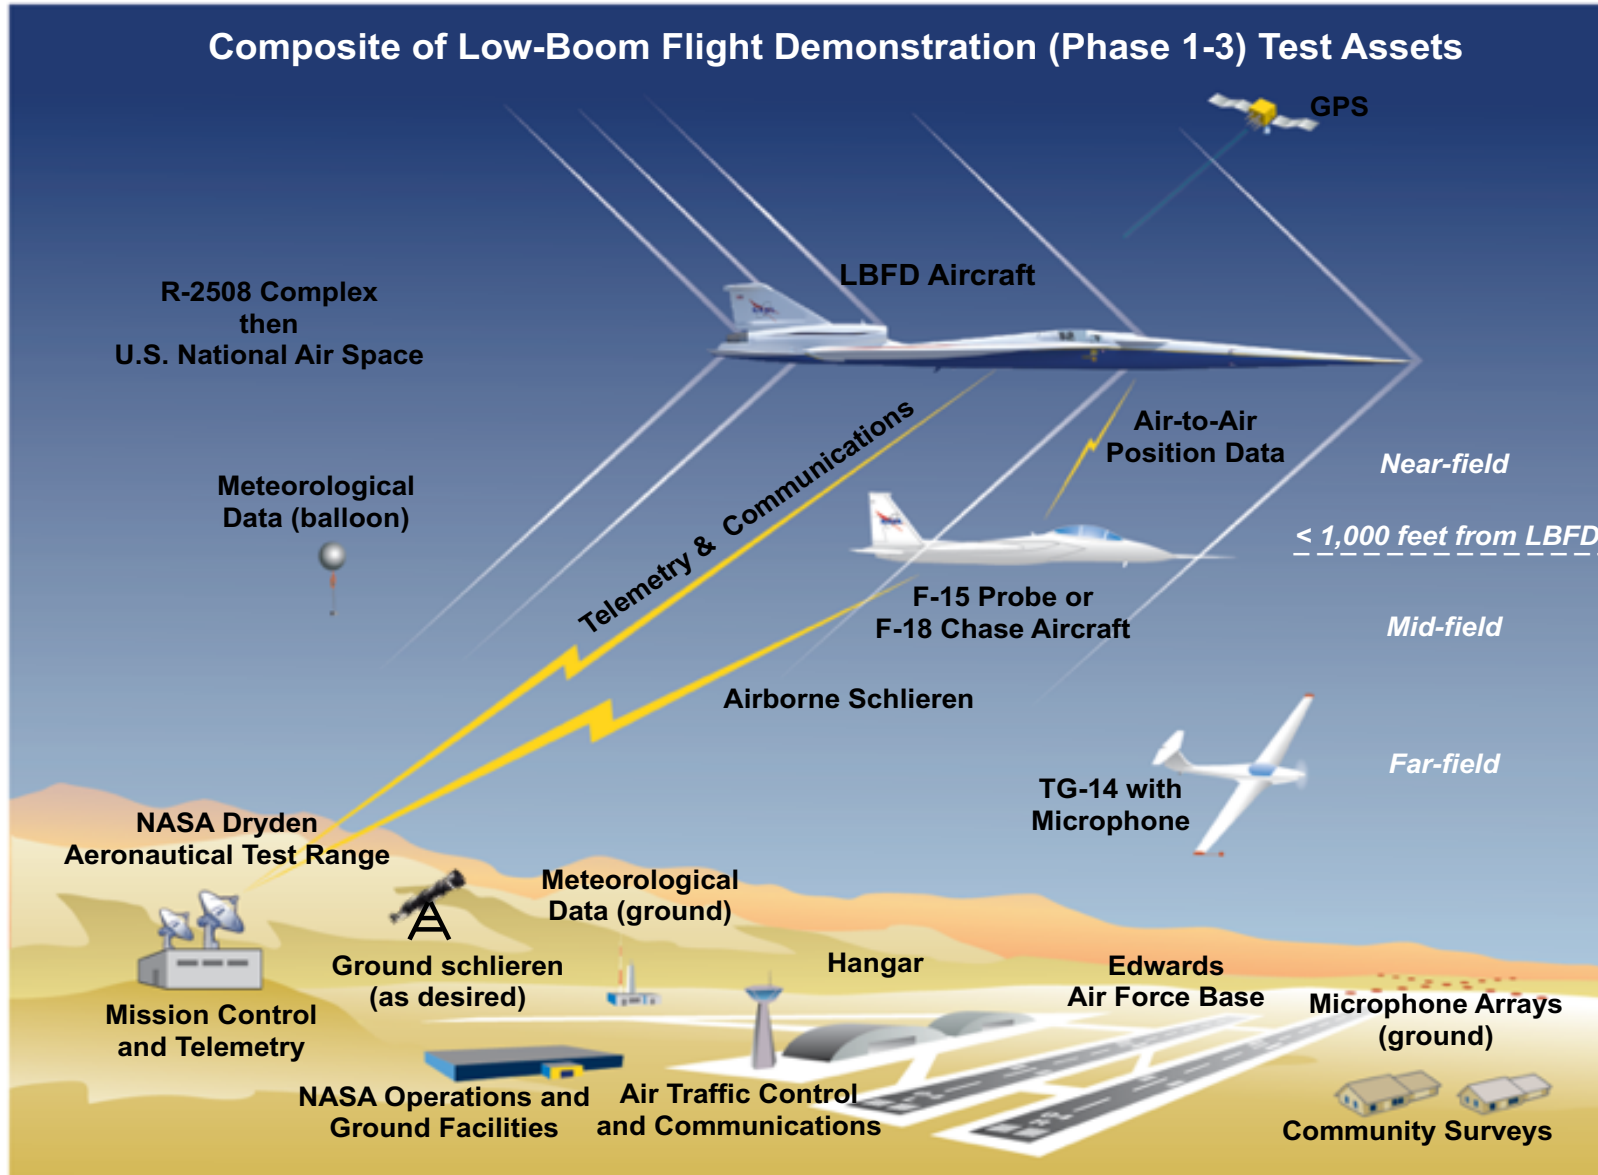 Composite of Low-Boom Flight Demonstration (Phase 1-3) Test Assets
GPS
LBFD Aircraft
R-2508 Complex
then
U.S. National Air Space
Air-to-Air
Position Data
Near-field
Meteorological
Data (balloon)
Telemetry & Communications
< 1,000 feet from LBFD
F-15 Probe or
F-18 Chase Aircraft
Mid-field
Airborne Schlieren
Far-field
TG-14 with
Microphone
NASA Dryden
Aeronautical Test Range
Meteorological
Data (ground)
Ground schlieren
(as desired)
Hangar
Edwards
Air Force Base
Microphone Arrays
(ground)
Mission Control
and Telemetry
NASA Operations and
Ground Facilities
Air Traffic Control
and Communications
Community Surveys